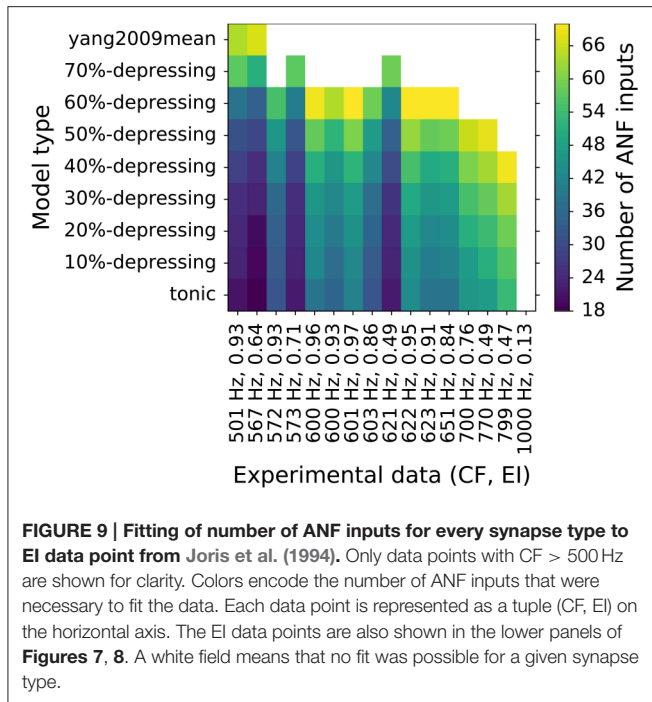 yang2009mean
70%-depressing
60%-depressing
50%-depressing
40%-depressing
30%-depressing
20%-depressing
10%-depressing
tonic
Model type
501 Hz, 0.93
567 Hz, 0.64
572 Hz, 0.93
573 Hz, 0.71
600 Hz, 0.96
600 Hz, 0.93
601 Hz, 0.97
603 Hz, 0.86
621 Hz, 0.49
622 Hz, 0.95
623 Hz, 0.91
651 Hz, 0.84
700 Hz, 0.76
770 Hz, 0.49
799 Hz, 0.47
1000 Hz, 0.13
Experimental data (CF, EI)
66
60
54
48
42
36
30
24
18
Number of ANF inputs
FIGURE 9 | Fitting of number of ANF inputs for every synapse type to
EI data point from Joris et al. (1994). Only data points with CF > 500 Hz
are shown for clarity. Colors encode the number of ANF inputs that were
necessary to fit the data. Each data point is represented as a tuple (CF, EI) on
the horizontal axis. The EI data points are also shown in the lower panels of
Figures 7, 8. A white field means that no fit was possible for a given synapse
type.